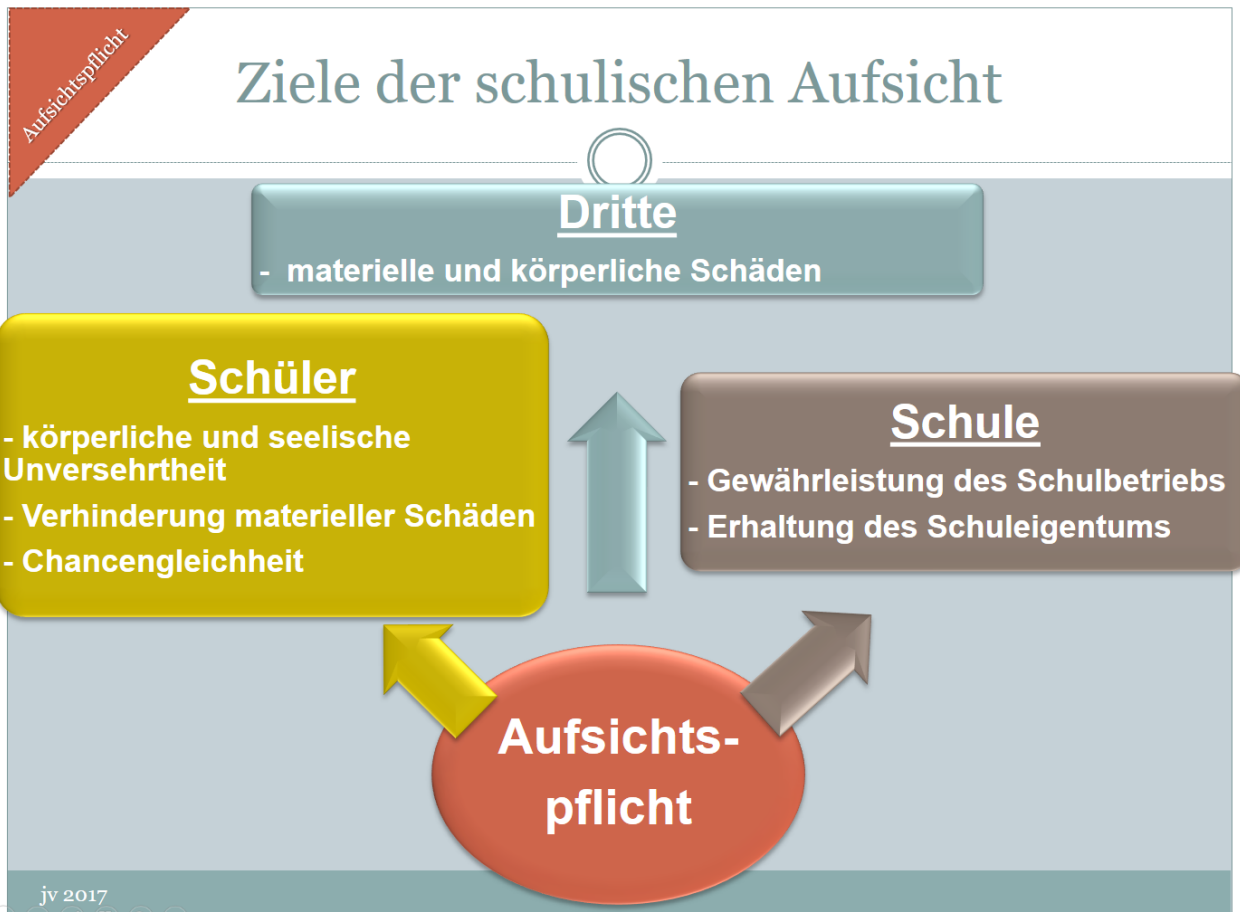 Aufsichtspflicht
Ziele der schulischen Aufsicht
Dritte
- materielle und körperliche Schäden
Schüler
- körperliche und seelische
Unversehrtheit
- Verhinderung materieller Schäden
- Chancengleichheit
Schule
- Gewährleistung des Schulbetriebs
- Erhaltung des Schuleigentums
Aufsichts-
pflicht
jv 2017